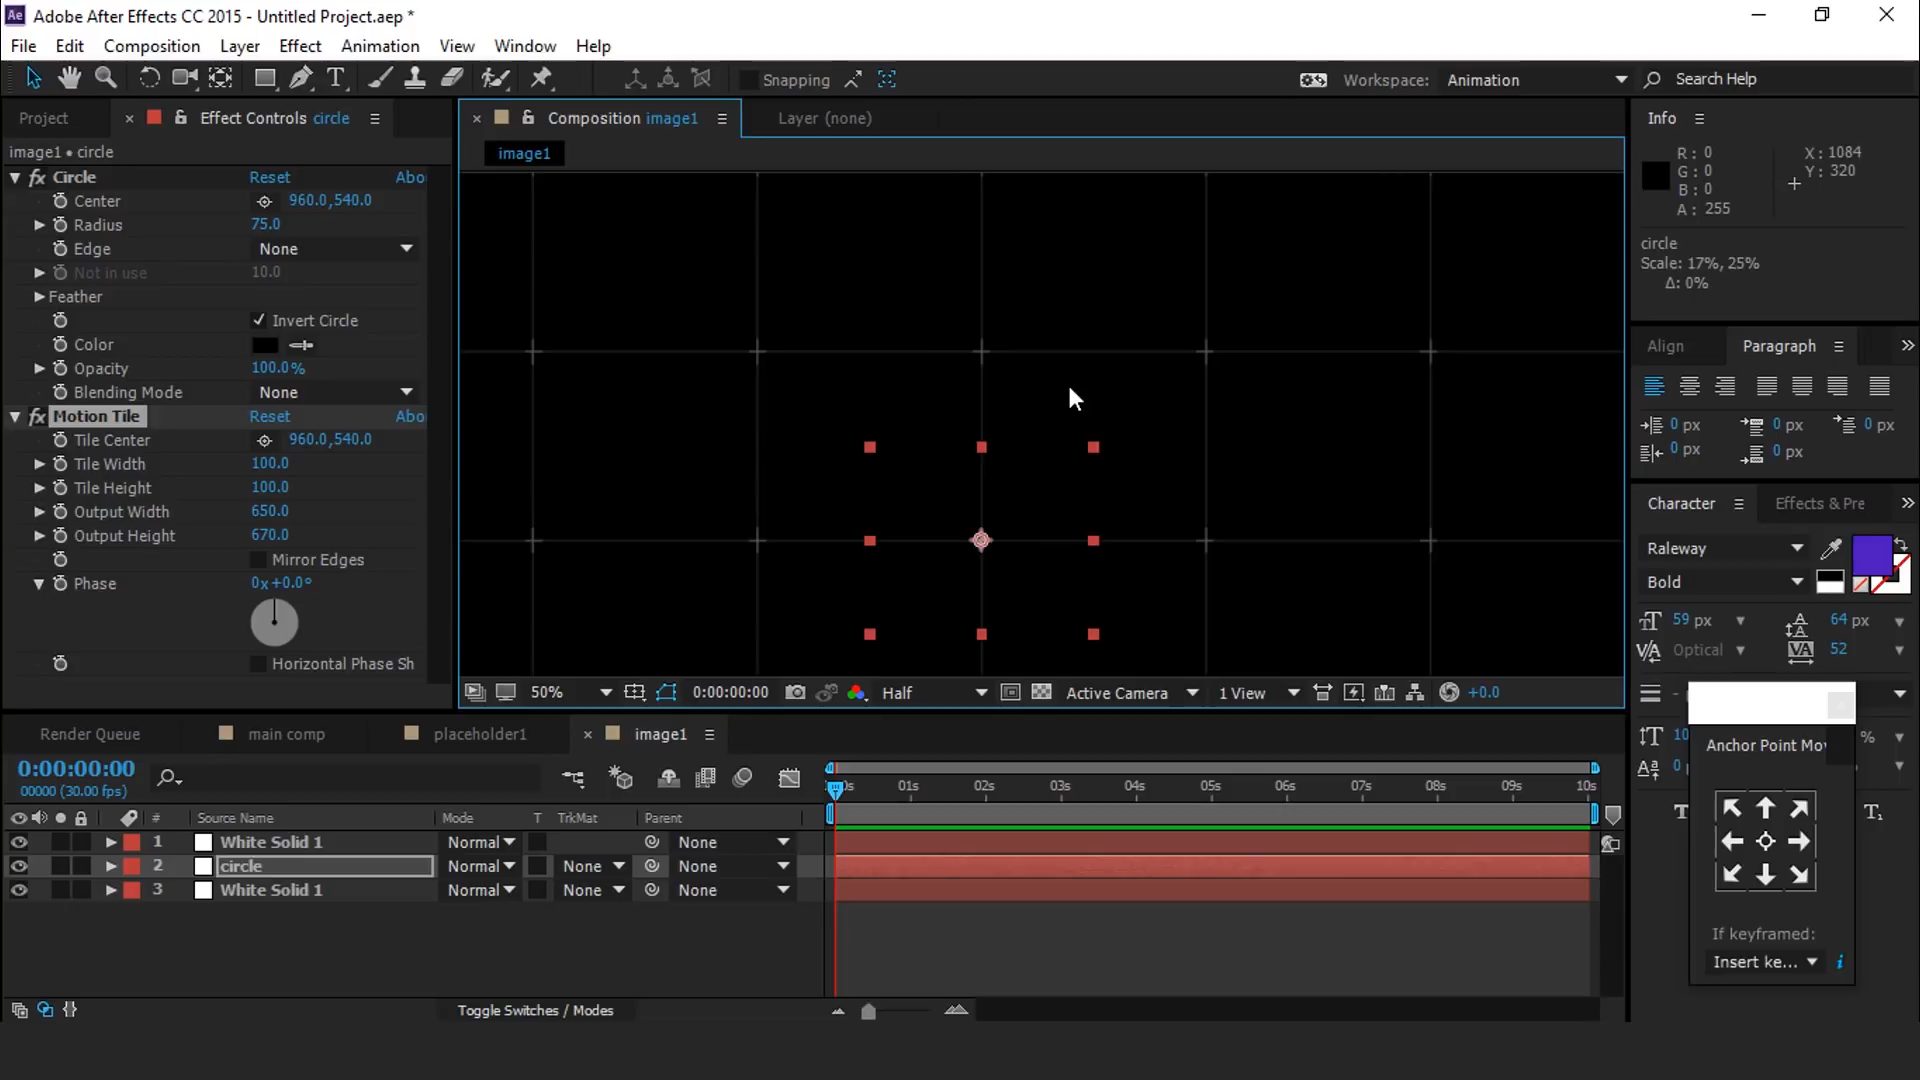 Adobe After Effects CC 2015 - Untitled Project.aep *
File Edit Composition Layer Effect Animation View Window Help
Snapping
Workspace: Animation
Search Help
Project
Effect Controls circle
Composition image1
Layer (none)
image1 • circle
image1
Circle Reset Abo
Center 960.0,540.0
Radius 75.0
Edge None
Not in use 10.0
Feather
Invert Circle
Color
Opacity 100.0%
Blending Mode None
Motion Tile Reset Abo
Tile Center 960.0,540.0
Tile Width 100.0
Tile Height 100.0
Output Width 650.0
Output Height 670.0
Mirror Edges
Phase 0x+0.0°
Horizontal Phase Sh
50% 0:00:00:00 Half Active Camera 1 View +0.0
Info
R: 0
G: 0
B: 0
A: 255
X: 1084
Y: 320
circle
Scale: 17%, 25%
Δ: 0%
Align Paragraph
0 px 0 px 0 px
0 px 0 px
Character Effects & Pre
Raleway
Bold
59 px 64 px
Optical 52
%
10
0
Anchor Point Mov
If keyframed:
Insert ke...
Render Queue main comp placeholder1 image1
0:00:00:00
00000 (30.00 fps)
0s 01s 02s 03s 04s 05s 06s 07s 08s 09s 10s
# Source Name Mode T TrkMat Parent
1 White Solid 1 Normal None
2 circle Normal None None
3 White Solid 1 Normal None None
Toggle Switches / Modes